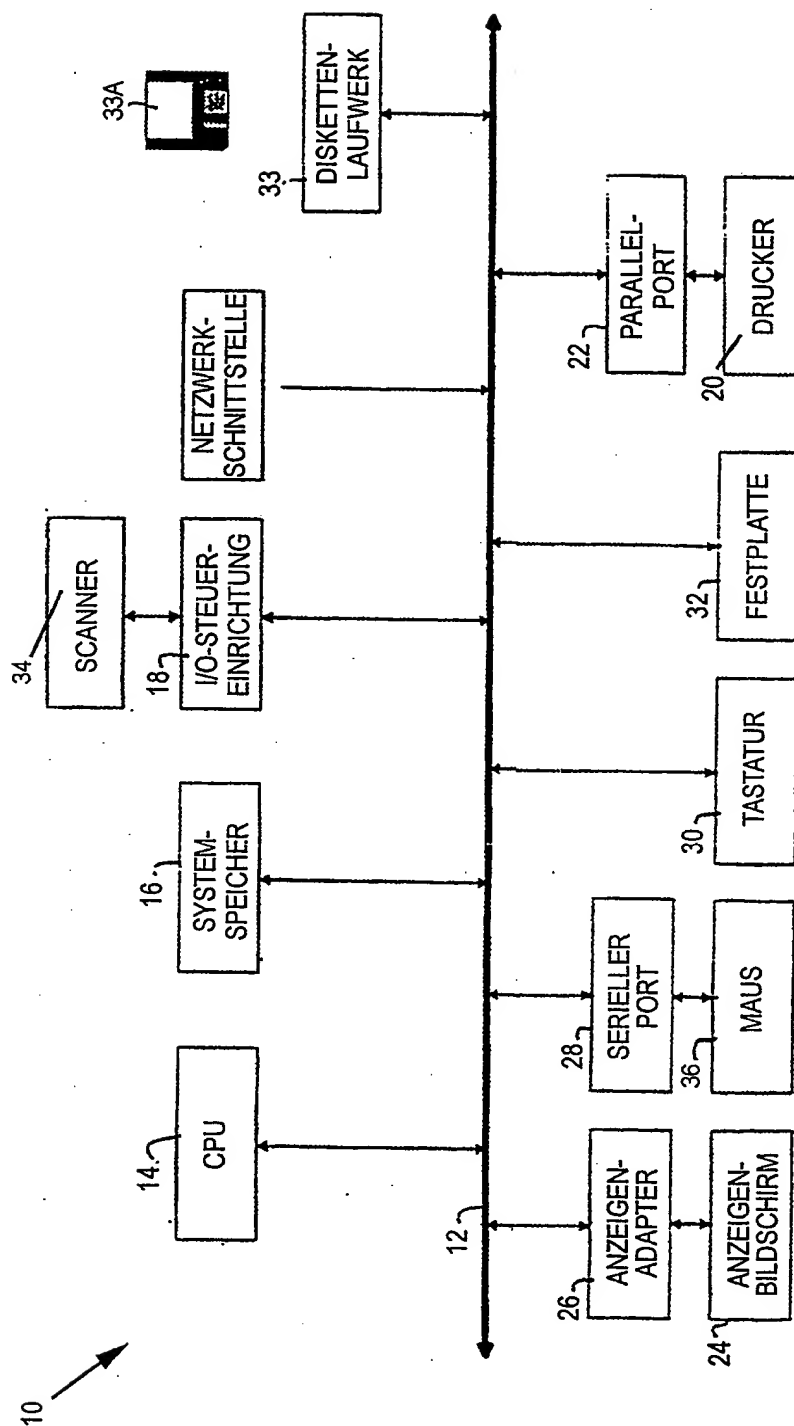 10
14
CPU
16
SYSTEM-
SPEICHER
34
SCANNER
18
I/O-STEUER-
EINRICHTUNG
NETZWERK-
SCHNITTSTELLE
33A
33
DISKETTEN-
LAUFWERK
12
26
ANZEIGEN-
ADAPTER
24
ANZEIGEN-
BILDSCHIRM
28
SERIELLER
PORT
36
MAUS
30
TASTATUR
32
FESTPLATTE
22
PARALLEL-
PORT
20
DRUCKER